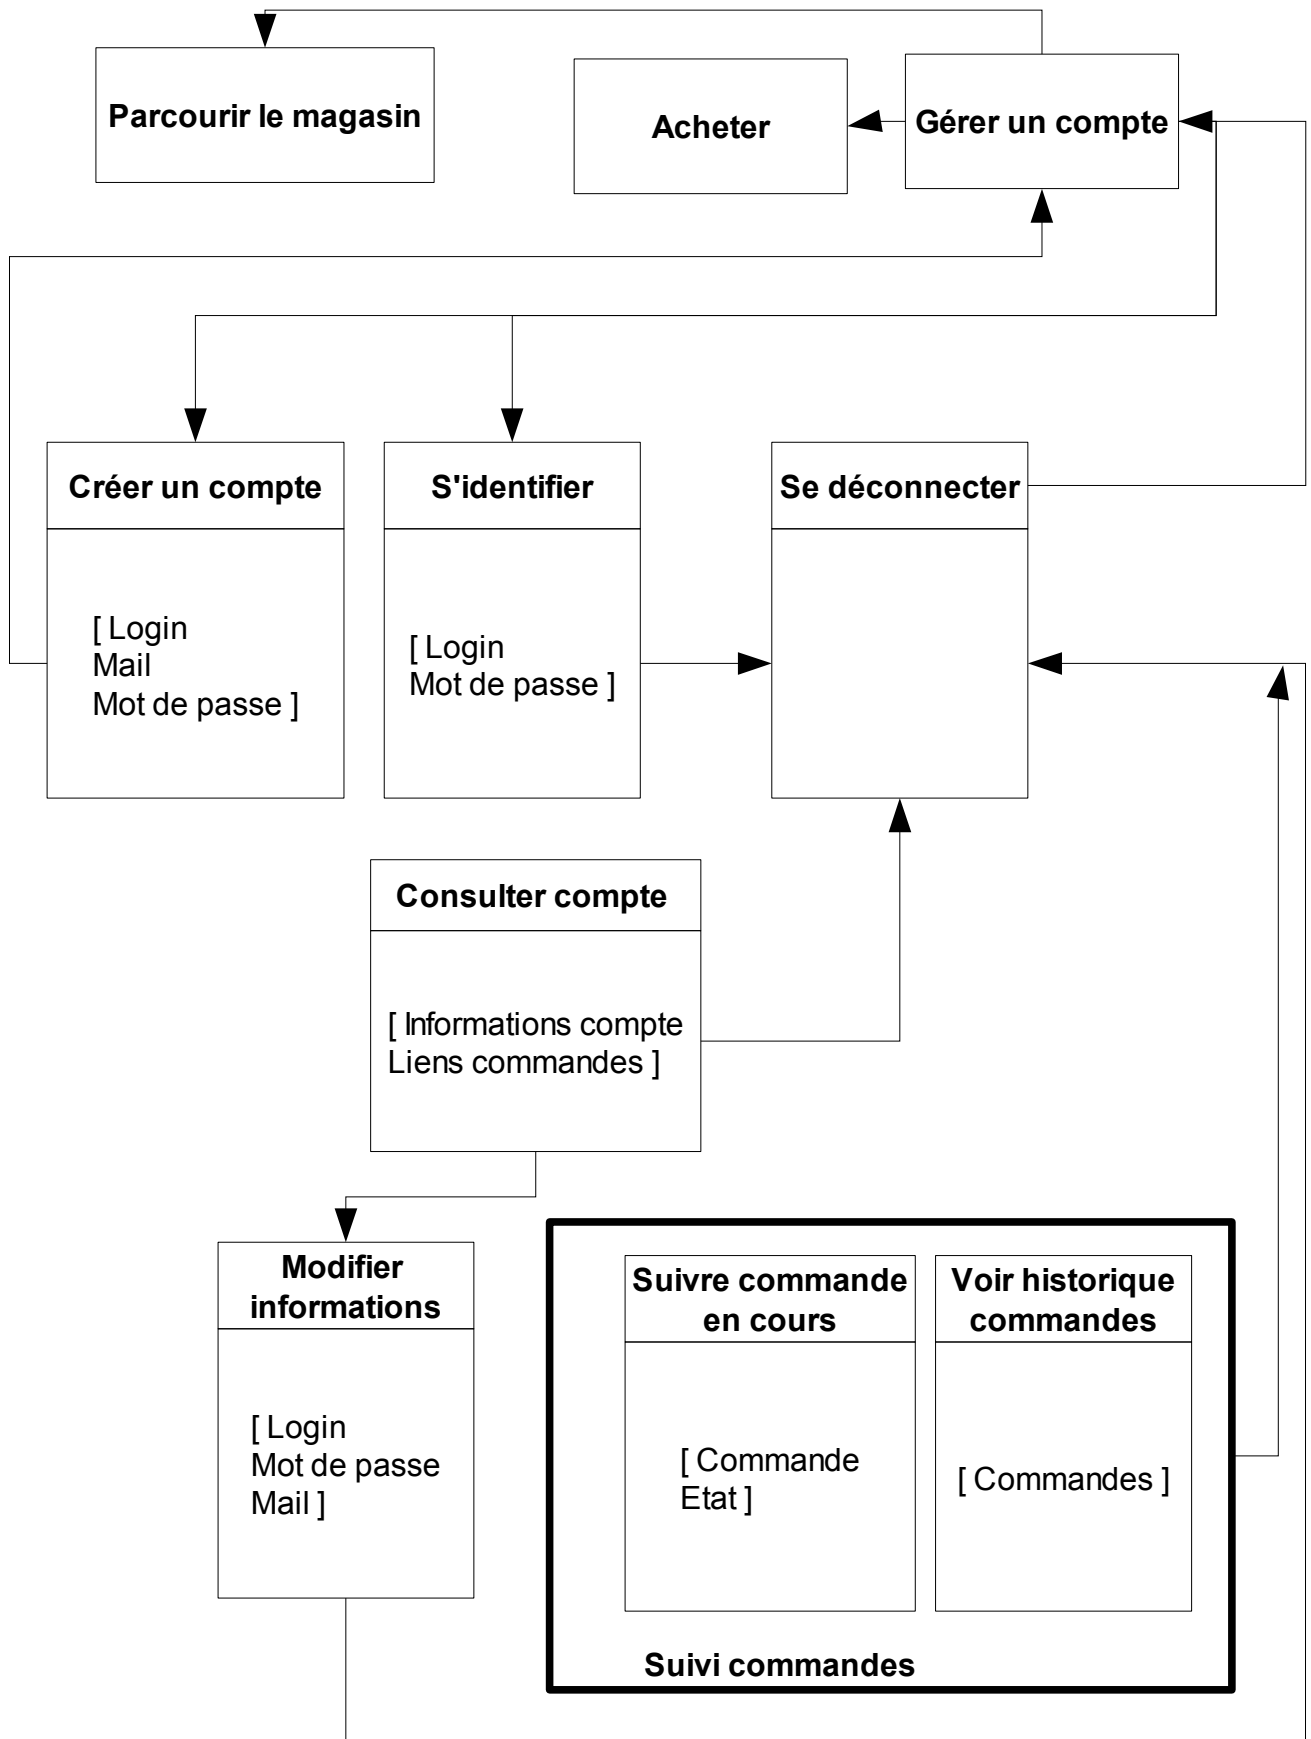 Parcourir le magasin
Acheter
Gérer un compte
Créer un compte
[ Login
Mail
Mot de passe ]
S'identifier
[ Login
Mot de passe ]
Se déconnecter
Consulter compte
[ Informations compte
Liens commandes ]
Modifier
informations
[ Login
Mot de passe
Mail ]
Suivre commande
en cours
[ Commande
Etat ]
Voir historique
commandes
[ Commandes ]
Suivi commandes